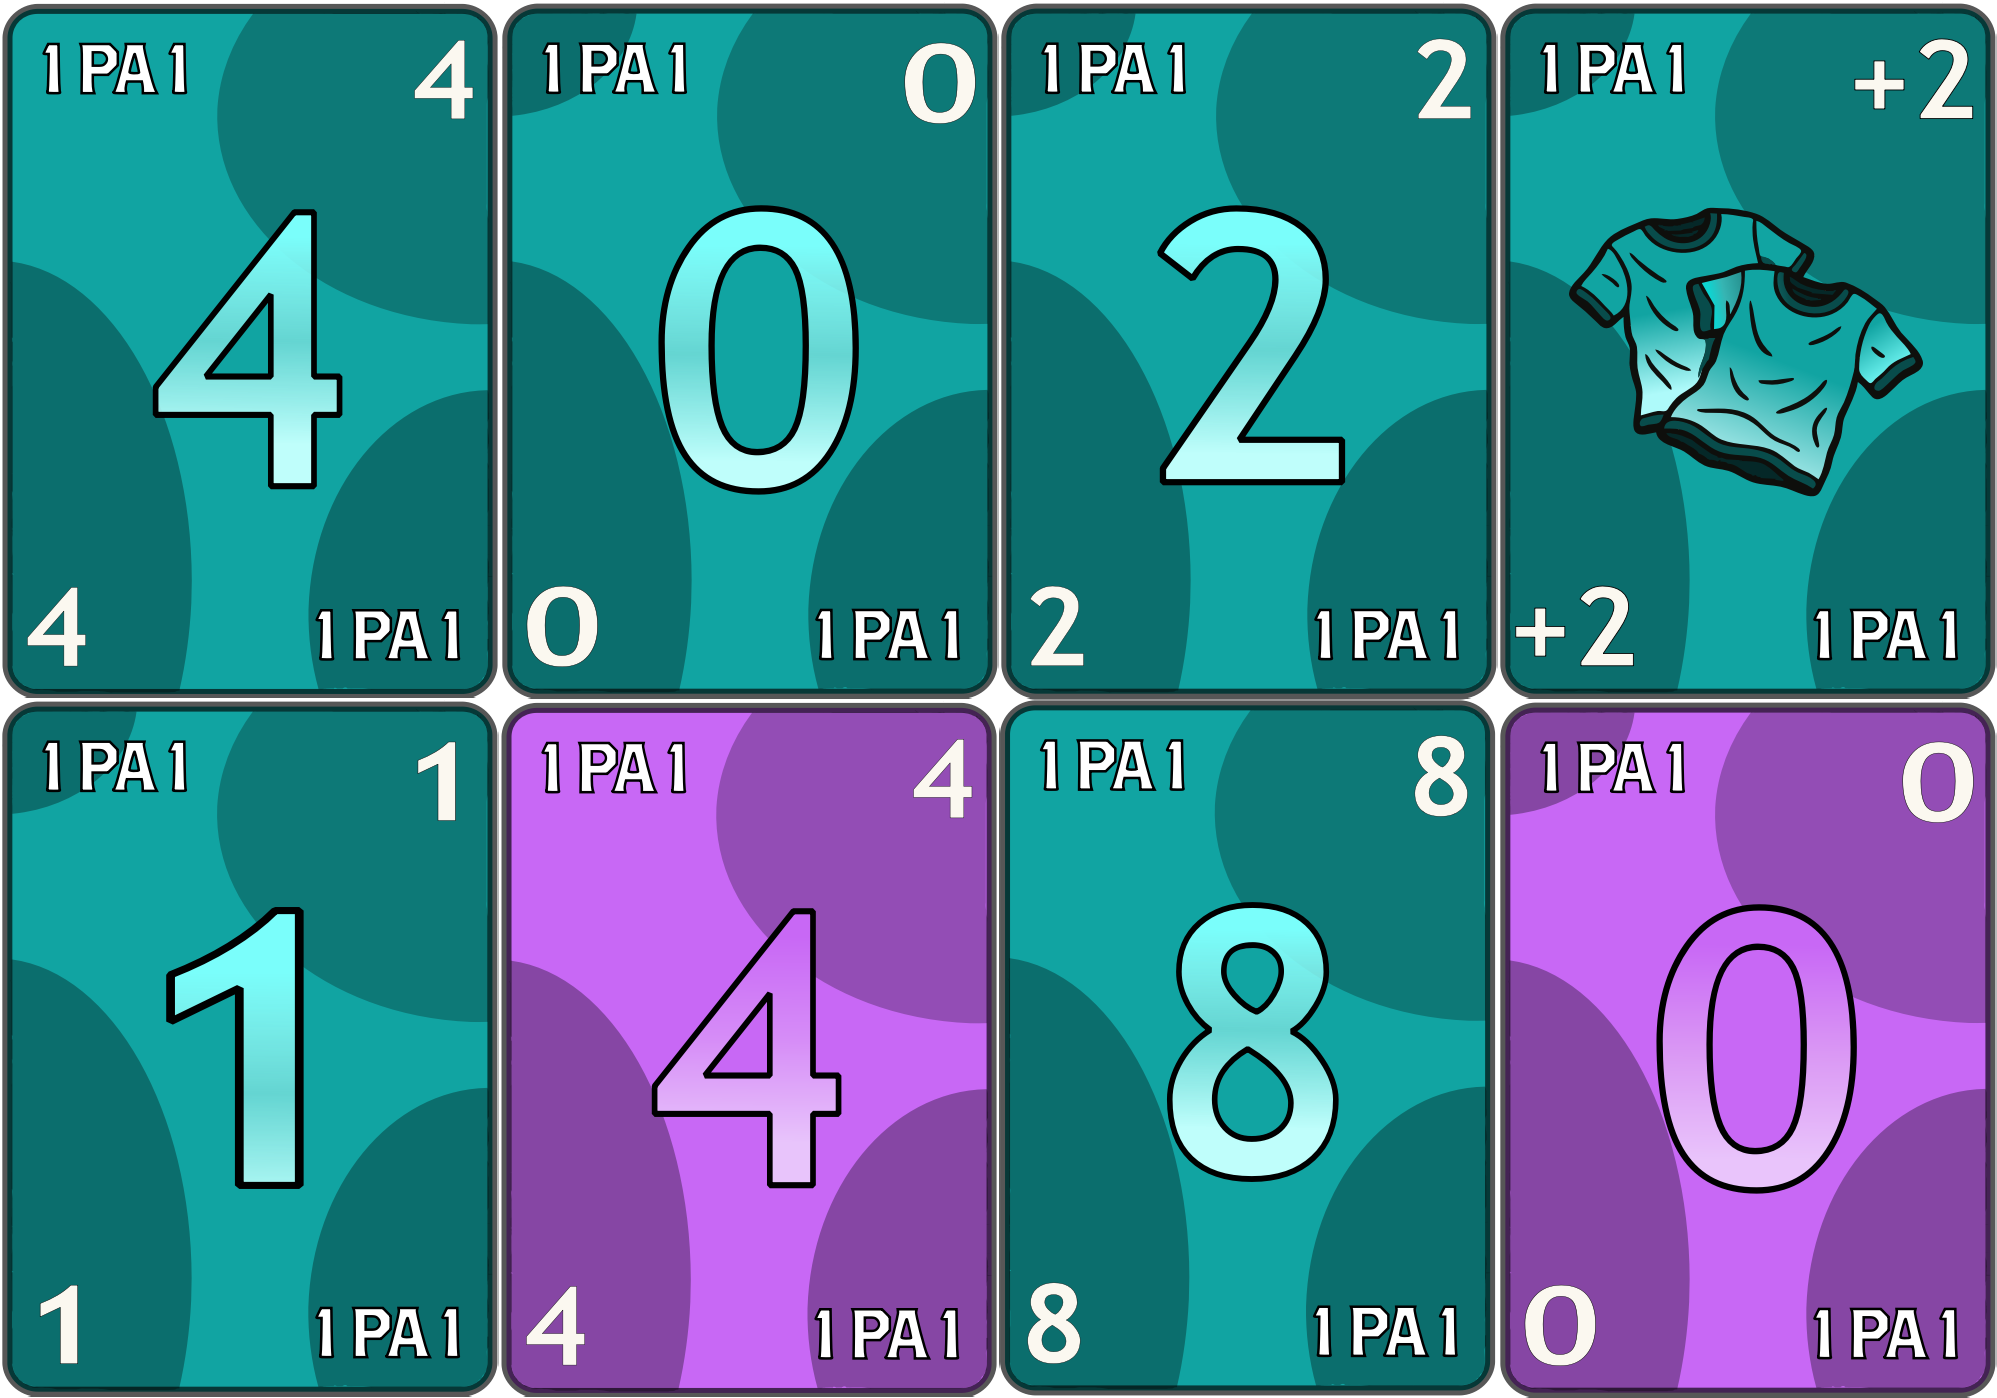 1 PA 1 4
4
4 1 PA 1
1 PA 1 0
0
0 1 PA 1
1 PA 1 2
2
2 1 PA 1
1 PA 1 +2
+2 1 PA 1
1 PA 1 1
1
1 1 PA 1
1 PA 1 4
4
4 1 PA 1
1 PA 1 8
8
8 1 PA 1
1 PA 1 0
0
0 1 PA 1